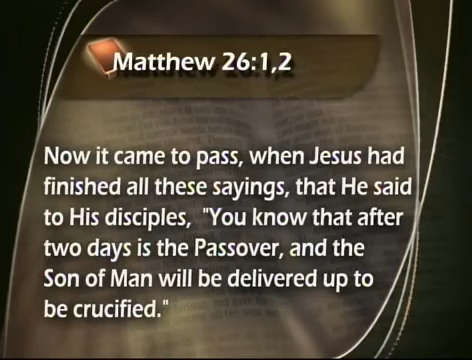 Matthew 26:1,2
Now it came to pass, when Jesus had
finished all these sayings, that He said
to His disciples, "You know that after
two days is the Passover, and the
Son of Man will be delivered up to
be crucified."